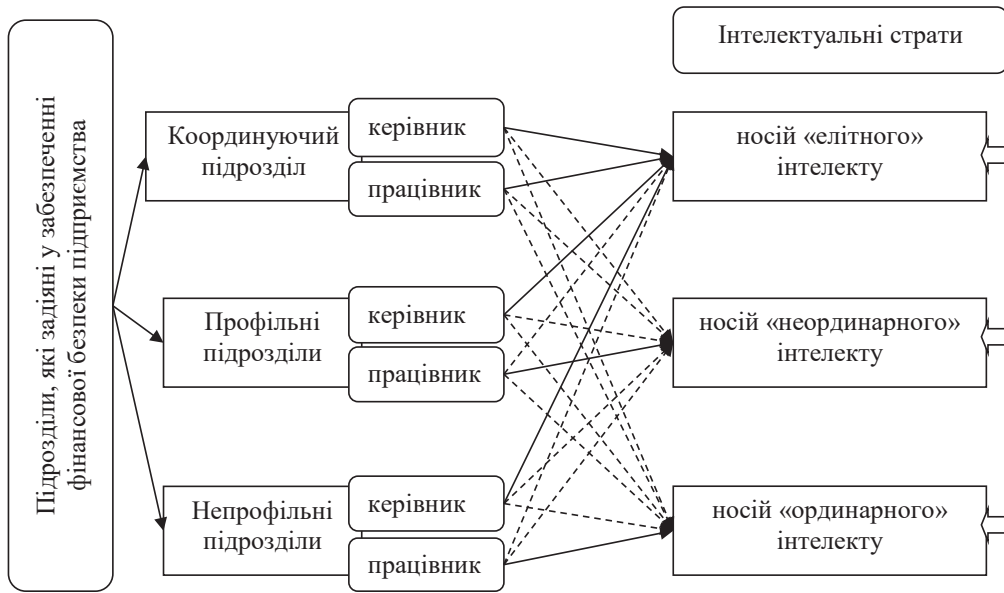 Підрозділи, які задіяні у забезпеченні
фінансової безпеки підприємства
Інтелектуальні страти
Координуючий
підрозділ
керівник
працівник
носій «елітного»
інтелекту
Профільні
підрозділи
керівник
працівник
носій «неординарного»
інтелекту
Непрофільні
підрозділи
керівник
працівник
носій «ординарного»
інтелекту